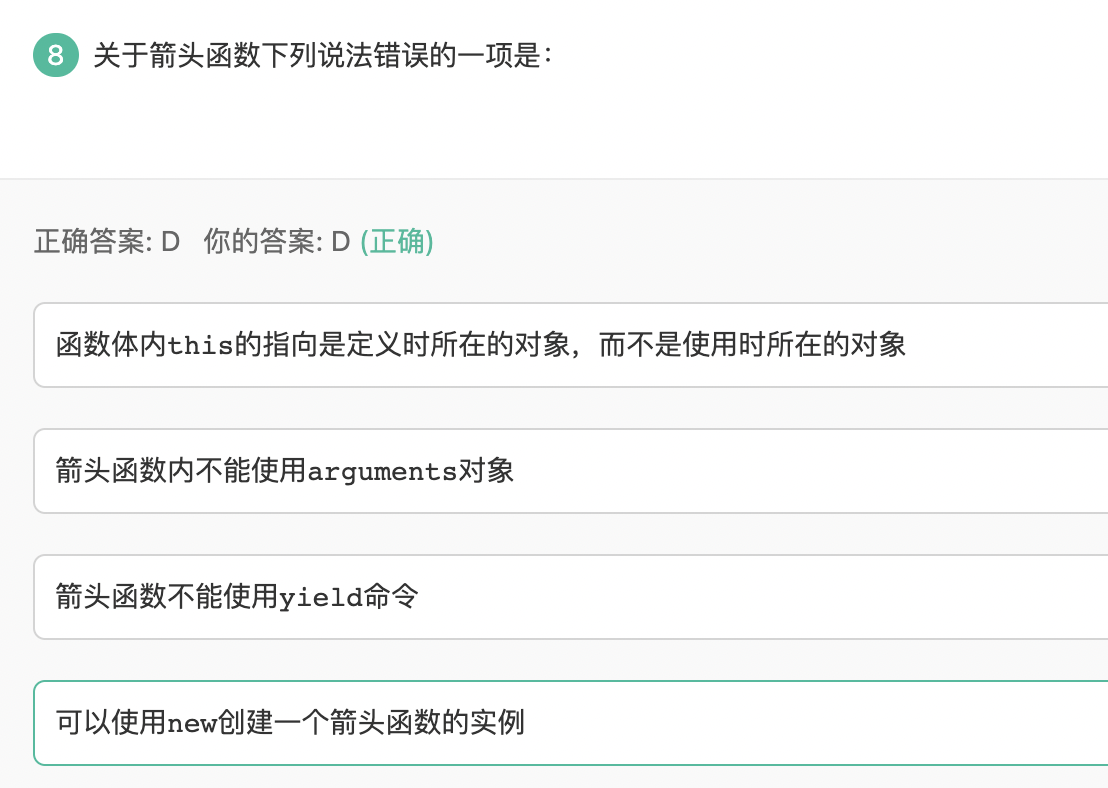 8 关于箭头函数下列说法错误的一项是：
正确答案: D 你的答案: D (正确)
函数体内this的指向是定义时所在的对象，而不是使用时所在的对象
箭头函数内不能使用arguments对象
箭头函数不能使用yield命令
可以使用new创建一个箭头函数的实例